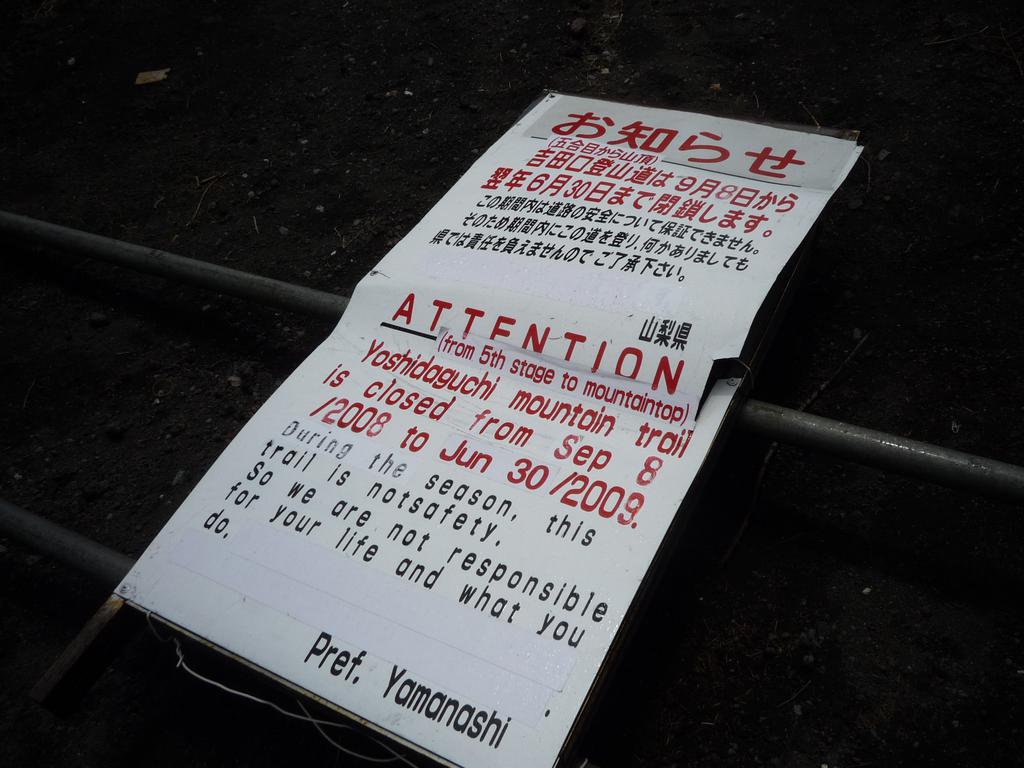 お知らせ
(五合目から山頂)
吉田口登山道は9月8日から
翌年6月30日まで閉鎖します。
この期間内は道路の安全について保証できません。
そのため期間内にこの道を登り、何かありましても
県では責任を負えませんのでご了承下さい。
山梨県
ATTENTION
(from 5th stage to mountaintop)
Yoshidaguchi mountain trail
is closed from Sep 8
/2008 to Jun 30/2009.
During the season, this
trail is notsafety.
So we are not responsible
for your life and what you
do.
Pref. Yamanashi.